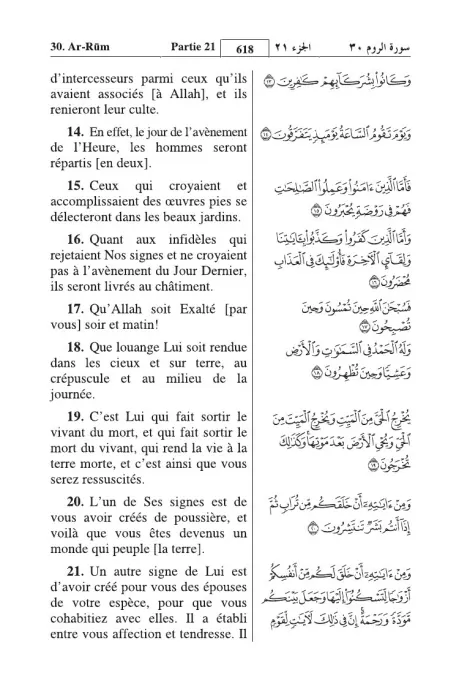 30. Ar-Rūm Partie 21 618 الجزء ٢١ سورة الروم ٣٠
d’intercesseurs parmi ceux qu’ils
avaient associés [à Allah], et ils
renieront leur culte.
14. En effet, le jour de l’avènement
de l’Heure, les hommes seront
répartis [en deux].
15. Ceux qui croyaient et
accomplissaient des œuvres pies se
délecteront dans les beaux jardins.
16. Quant aux infidèles qui
rejetaient Nos signes et ne croyaient
pas à l’avènement du Jour Dernier,
ils seront livrés au châtiment.
17. Qu’Allah soit Exalté [par
vous] soir et matin!
18. Que louange Lui soit rendue
dans les cieux et sur terre, au
crépuscule et au milieu de la
journée.
19. C’est Lui qui fait sortir le
vivant du mort, et qui fait sortir le
mort du vivant, qui rend la vie à la
terre morte, et c’est ainsi que vous
serez ressuscités.
20. L’un de Ses signes est de
vous avoir créés de poussière, et
voilà que vous êtes devenus un
monde qui peuple [la terre].
21. Un autre signe de Lui est
d’avoir créé pour vous des épouses
de votre espèce, pour que vous
cohabitiez avec elles. Il a établi
entre vous affection et tendresse. Il
وَكَانُوا۟ بِشُرَكَآئِهِمْ كَـٰفِرِينَ ١٣
وَيَوْمَ تَقُومُ ٱلسَّاعَةُ يَوْمَئِذٍ يَتَفَرَّقُونَ ١٤
فَأَمَّا ٱلَّذِينَ ءَامَنُوا۟ وَعَمِلُوا۟ ٱلصَّـٰلِحَـٰتِ
فَهُمْ فِى رَوْضَةٍ يُحْبَرُونَ ١٥
وَأَمَّا ٱلَّذِينَ كَفَرُوا۟ وَكَذَّبُوا۟ بِـَٔايَـٰتِنَا
وَلِقَآئِ ٱلْـَٔاخِرَةِ فَأُو۟لَـٰٓئِكَ فِى ٱلْعَذَابِ
مُحْضَرُونَ ١٦
فَسُبْحَـٰنَ ٱللَّهِ حِينَ تُمْسُونَ وَحِينَ
تُصْبِحُونَ ١٧
وَلَهُ ٱلْحَمْدُ فِى ٱلسَّمَـٰوَٰتِ وَٱلْأَرْضِ
وَعَشِيًّا وَحِينَ تُظْهِرُونَ ١٨
يُخْرِجُ ٱلْحَىَّ مِنَ ٱلْمَيِّتِ وَيُخْرِجُ ٱلْمَيِّتَ مِنَ
ٱلْحَىِّ وَيُحْىِ ٱلْأَرْضَ بَعْدَ مَوْتِهَا وَكَذَٰلِكَ
تُخْرَجُونَ ١٩
وَمِنْ ءَايَـٰتِهِۦٓ أَنْ خَلَقَكُم مِّن تُرَابٍ ثُمَّ
إِذَآ أَنتُم بَشَرٌ تَنتَشِرُونَ ٢٠
وَمِنْ ءَايَـٰتِهِۦٓ أَنْ خَلَقَ لَكُم مِّنْ أَنفُسِكُمْ
أَزْوَٰجًا لِّتَسْكُنُوٓا۟ إِلَيْهَا وَجَعَلَ بَيْنَكُم
مَّوَدَّةً وَرَحْمَةً إِنَّ فِى ذَٰلِكَ لَـَٔايَـٰتٍ لِّقَوْمٍ